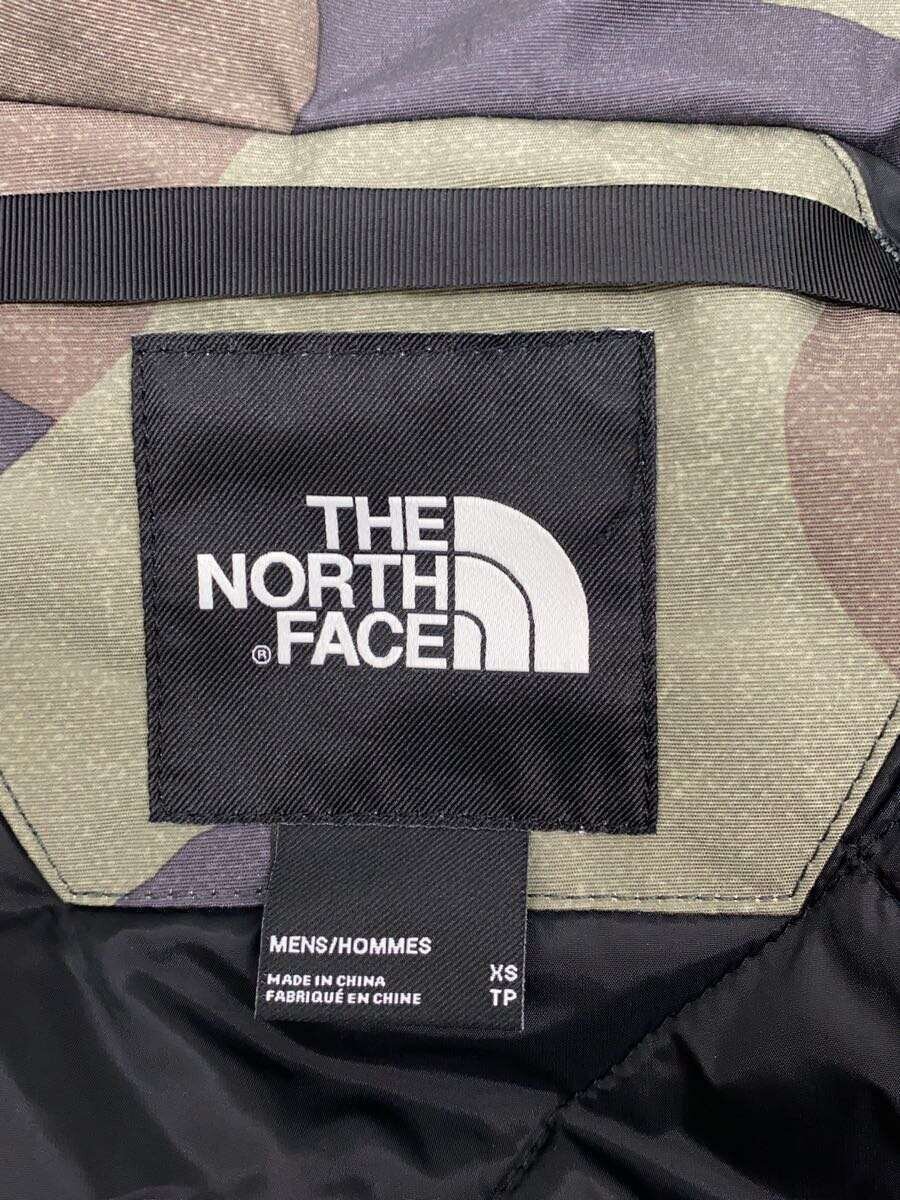 THE
NORTH
® FACE
MENS/HOMMES
XS
MADE IN CHINA
FABRIQUÉ EN CHINE TP